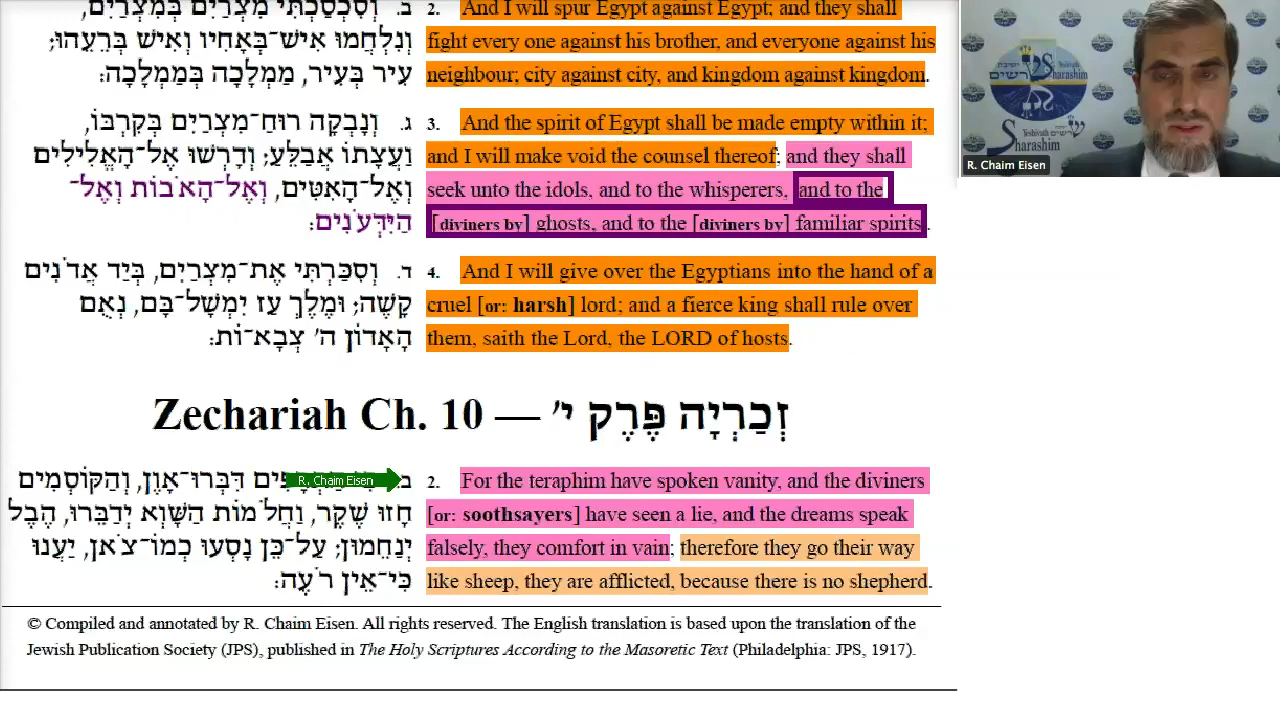 ב. וְסִכְסַכְתִּי מִצְרַיִם בְּמִצְרַיִם,
וְנִלְחֲמוּ אִישׁ־בְּאָחִיו וְאִישׁ בְּרֵעֵהוּ;
עִיר בְּעִיר, מַמְלָכָה בְּמַמְלָכָה:
2. And I will spur Egypt against Egypt; and they shall
fight every one against his brother, and everyone against his
neighbour; city against city, and kingdom against kingdom.
ג. וְנָבְקָה רוּחַ־מִצְרַיִם בְּקִרְבּוֹ,
וַעֲצָתוֹ אֲבַלֵּעַ; וְדָרְשׁוּ אֶל־הָאֱלִילִים
וְאֶל־הָאִטִּים, וְאֶל־הָאֹבוֹת וְאֶל־
הַיִּדְּעֹנִים:
3. And the spirit of Egypt shall be made empty within it;
and I will make void the counsel thereof; and they shall
seek unto the idols, and to the whisperers, and to the
[diviners by] ghosts, and to the [diviners by] familiar spirits.
ד. וְסִכַּרְתִּי אֶת־מִצְרַיִם, בְּיַד אֲדֹנִים
קָשֶׁה; וּמֶלֶךְ עַז יִמְשָׁל־בָּם, נְאֻם
הָאָדוֹן ה׳ צְבָא־וֹת:
4. And I will give over the Egyptians into the hand of a
cruel [or: harsh] lord; and a fierce king shall rule over
them, saith the Lord, the LORD of hosts.
Zechariah Ch. 10 — זְכַרְיָה פֶּרֶק י׳
דִּבְּרוּ־אָוֶן, וְהַקּוֹסְמִים
חָזוּ שֶׁקֶר, וַחֲלֹמוֹת הַשָּׁוְא יְדַבֵּרוּ, הֶבֶל
יְנַחֵמוּן; עַל־כֵּן נָסְעוּ כְמוֹ־צֹאן, יַעֲנוּ
כִּי־אֵין רֹעֶה:
2. For the teraphim have spoken vanity, and the diviners
[or: soothsayers] have seen a lie, and the dreams speak
falsely, they comfort in vain; therefore they go their way
like sheep, they are afflicted, because there is no shepherd.
R. Chaim Eisen
© Compiled and annotated by R. Chaim Eisen. All rights reserved. The English translation is based upon the translation of the
Jewish Publication Society (JPS), published in The Holy Scriptures According to the Masoretic Text (Philadelphia: JPS, 1917).
ישיבת
שרשים
Yeshivath
Sharashim
Yeshivath שרשים
Sharashim
R. Chaim Eisen